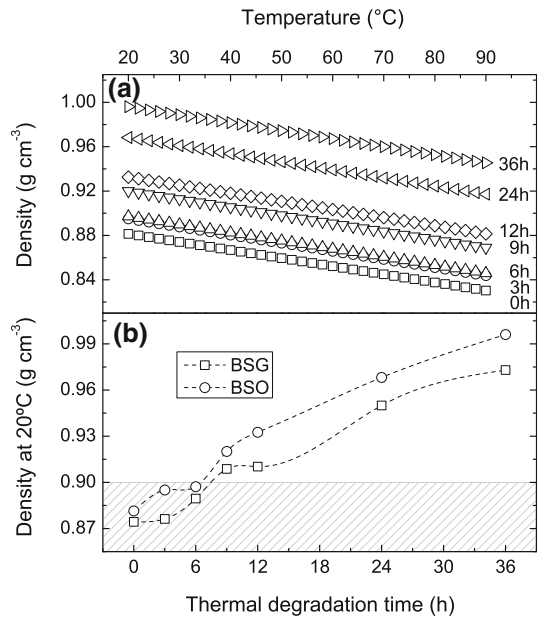 Temperature (°C)
20 30 40 50 60 70 80 90
(a)
Density (g cm-3)
1.00
0.96
0.92
0.88
0.84
36h
24h
12h
9h
6h
3h
0h
(b)
Density at 20ºC (g cm-3)
0.99
0.96
0.93
0.90
0.87
BSG
BSO
0 6 12 18 24 30 36
Thermal degradation time (h)